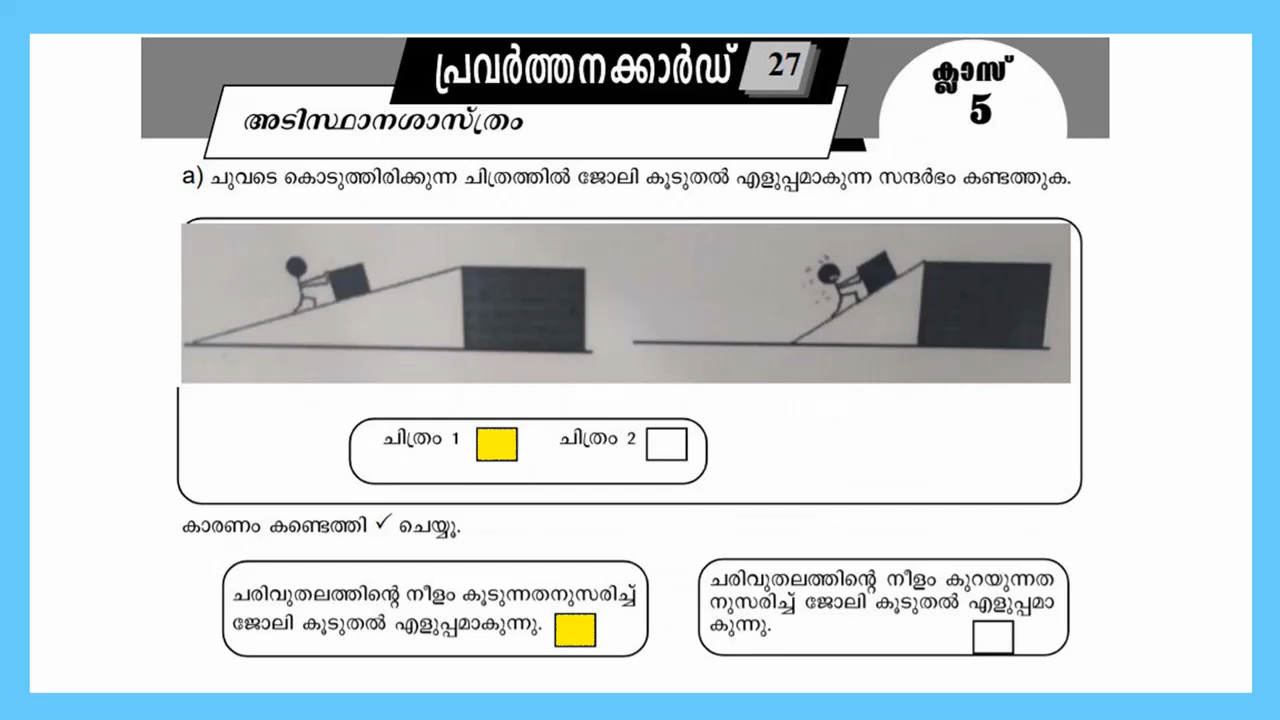 പ്രവർത്തനക്കാർഡ് 27
ക്ലാസ്
5
അടിസ്ഥാനശാസ്ത്രം
a) ചുവടെ കൊടുത്തിരിക്കുന്ന ചിത്രത്തിൽ ജോലി കൂടുതൽ എളുപ്പമാകുന്ന സന്ദർഭം കണ്ടത്തുക.
ചിത്രം 1 ചിത്രം 2
കാരണം കണ്ടെത്തി ✓ ചെയ്യൂ.
ചരിവുതലത്തിന്റെ നീളം കൂടുന്നതനുസരിച്ച്
ജോലി കൂടുതൽ എളുപ്പമാകുന്നു.
ചരിവുതലത്തിന്റെ നീളം കുറയുന്നത
നുസരിച്ച് ജോലി കൂടുതൽ എളുപ്പമാ
കുന്നു.